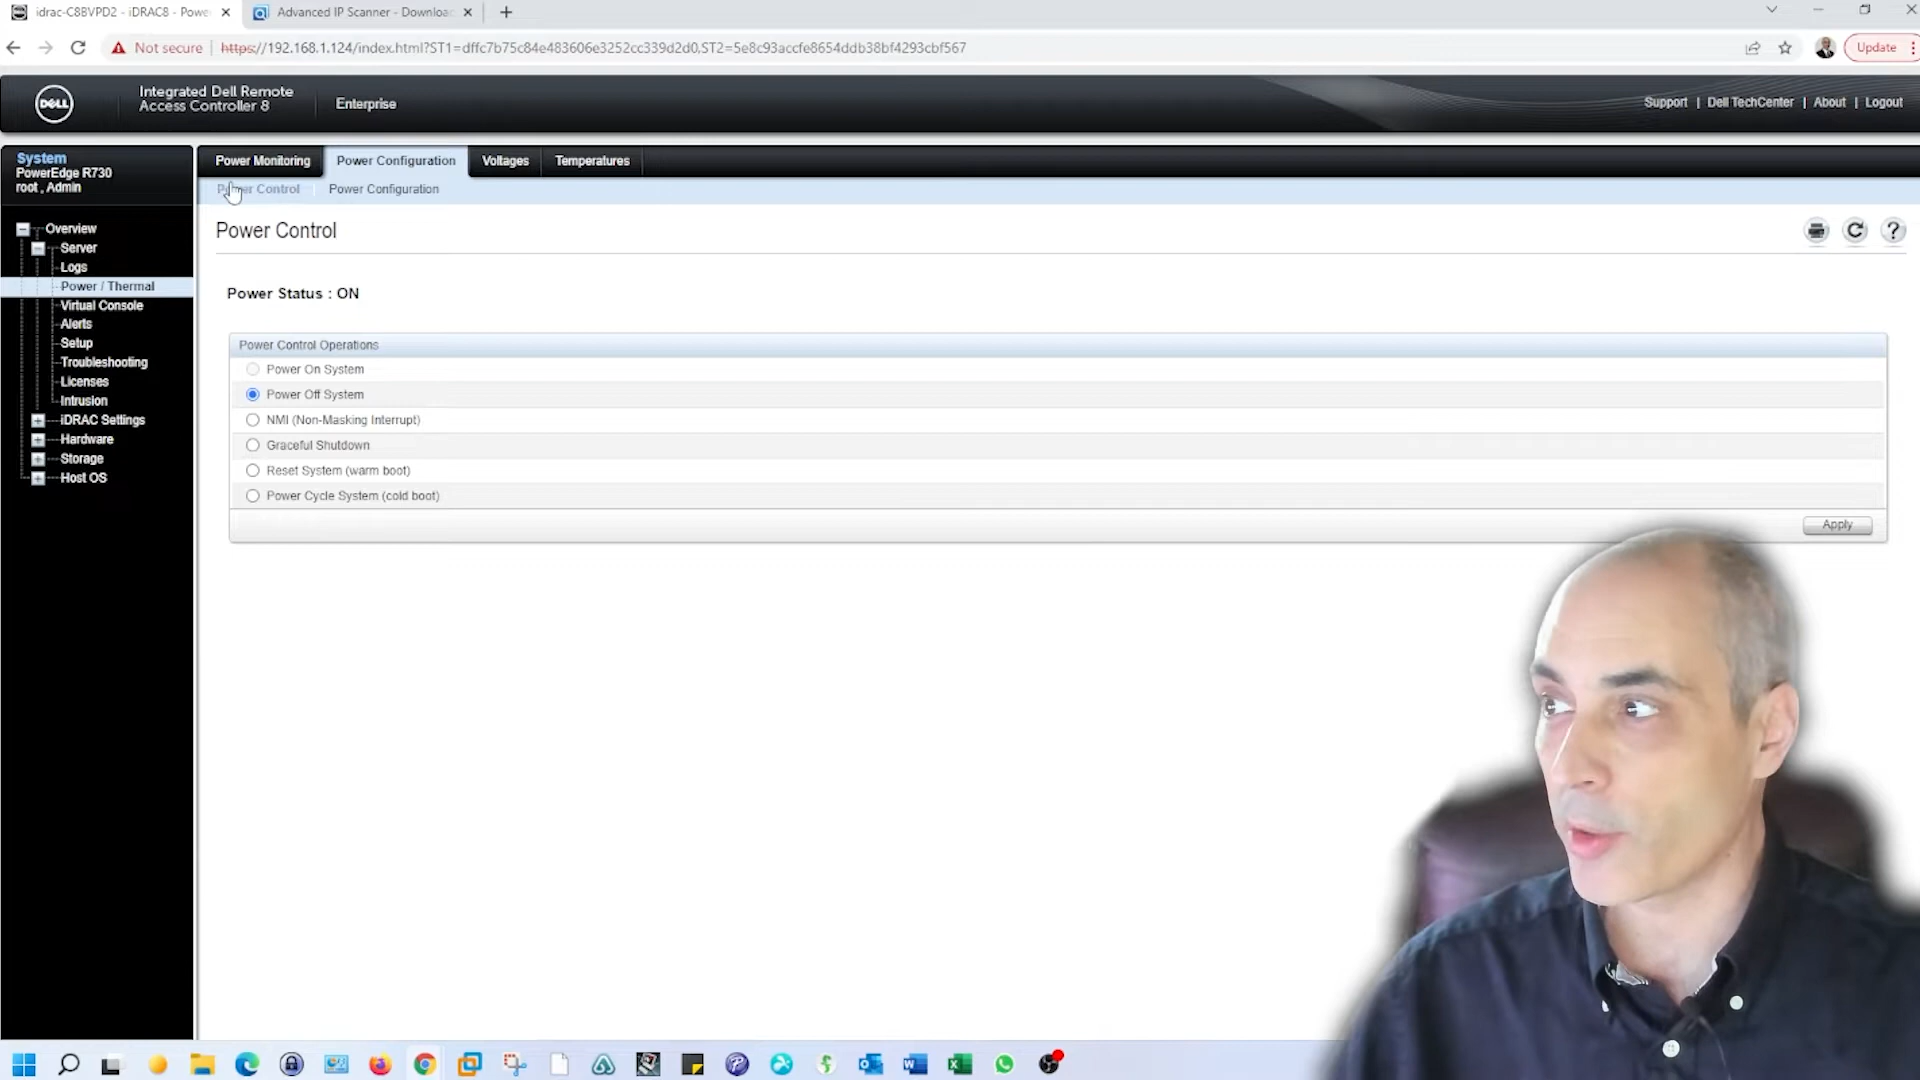 idrac-C8BVPD2 - iDRAC8 - Powe
Advanced IP Scanner - Downloa
Not secure
https://192.168.1.124/index.html?ST1=dffc7b75c84e483606e3252cc339d2d0,ST2=5e8c93accfe8654ddb38bf4293cbf567
Update
DELL
Integrated Dell Remote
Access Controller 8
Enterprise
Support | Dell TechCenter | About | Logout
System
PowerEdge R730
root , Admin
Power Monitoring
Power Configuration
Voltages
Temperatures
Power Control
Power Configuration
Overview
Server
Logs
Power / Thermal
Virtual Console
Alerts
Setup
Troubleshooting
Licenses
Intrusion
iDRAC Settings
Hardware
Storage
Host OS
Power Control
?
Power Status : ON
Power Control Operations
Power On System
Power Off System
NMI (Non-Masking Interrupt)
Graceful Shutdown
Reset System (warm boot)
Power Cycle System (cold boot)
Apply